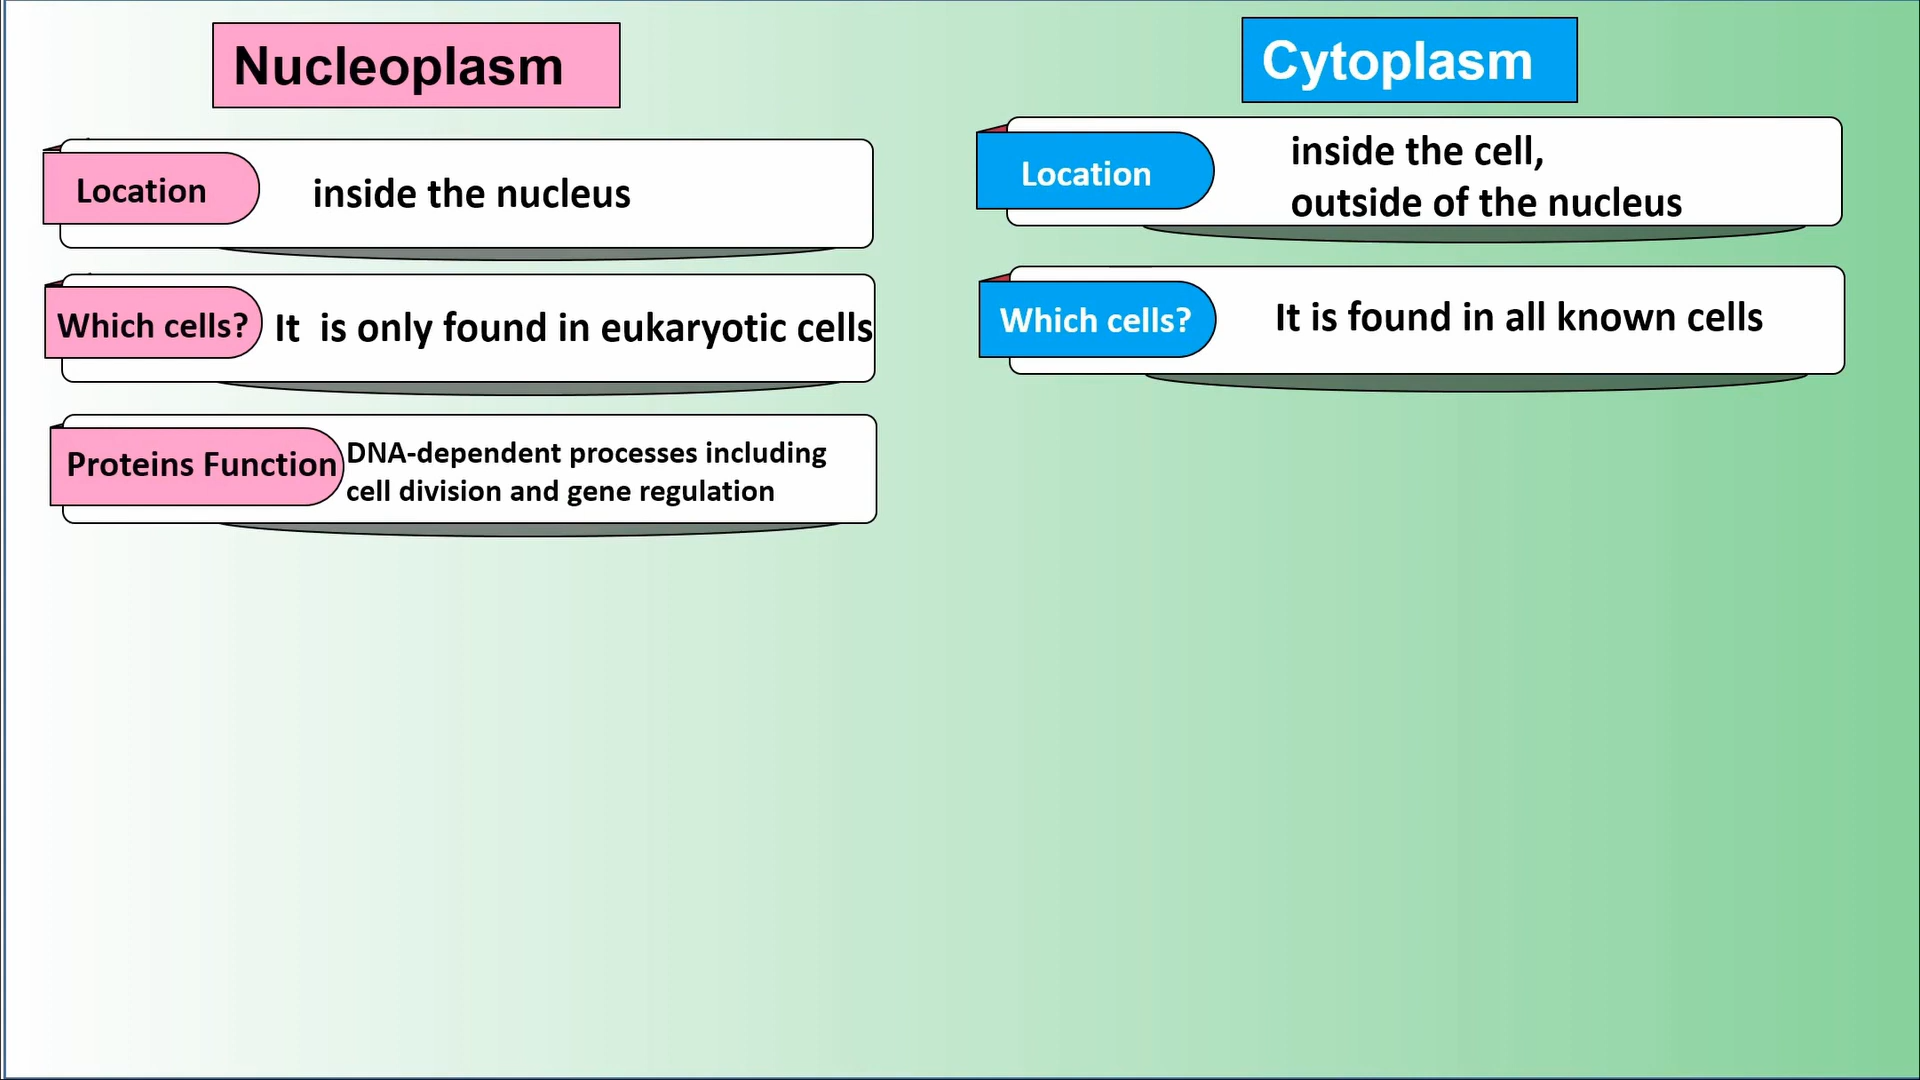 Nucleoplasm
Location
inside the nucleus
Which cells?
It is only found in eukaryotic cells
Proteins Function
DNA-dependent processes including
cell division and gene regulation
Cytoplasm
Location
inside the cell,
outside of the nucleus
Which cells?
It is found in all known cells